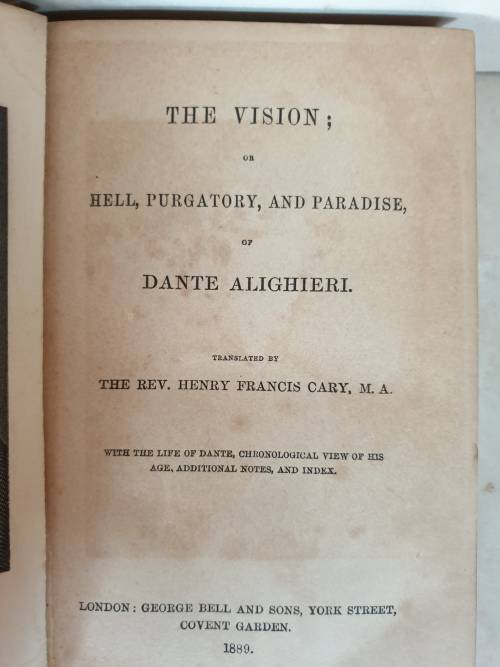 THE VISION;
OR
HELL, PURGATORY, AND PARADISE,
OF
DANTE ALIGHIERI.
TRANSLATED BY
THE REV. HENRY FRANCIS CARY, M. A.
WITH THE LIFE OF DANTE, CHRONOLOGICAL VIEW OF HIS
AGE, ADDITIONAL NOTES, AND INDEX.
LONDON: GEORGE BELL AND SONS, YORK STREET,
COVENT GARDEN.
1889.